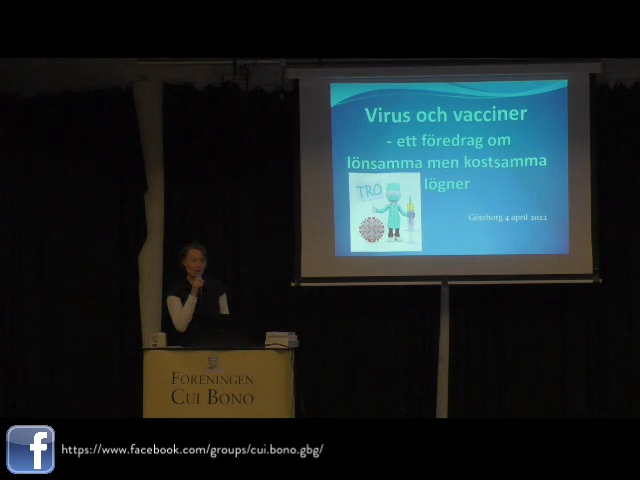 Virus och vacciner
- ett föredrag om
lönsamma men kostsamma
lögner
TRO
Göteborg 4 april 2022
FÖRENINGEN
CUI BONO
f
https://www.facebook.com/groups/cui.bono.gbg/